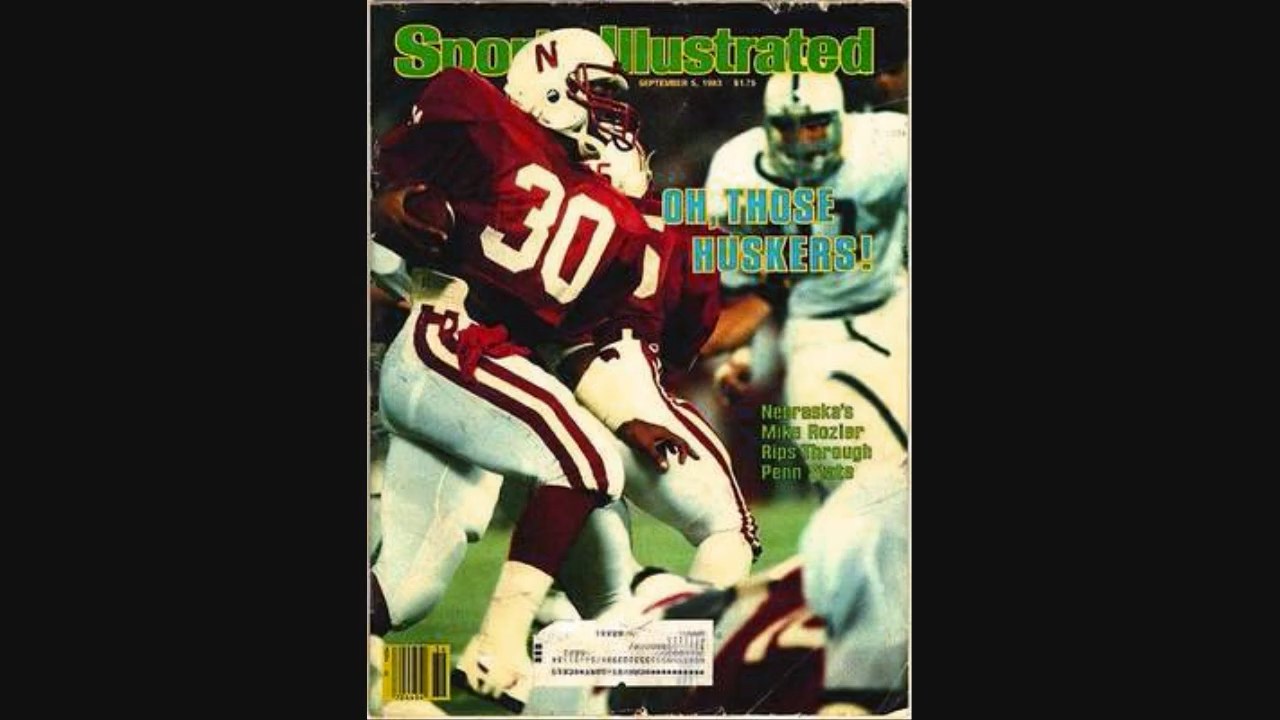 Sports Illustrated
SEPTEMBER 5, 1983 $1.75
N
30
OH, THOSE
HUSKERS!
Nebraska's
Mike Rozier
Rips Through
Penn State